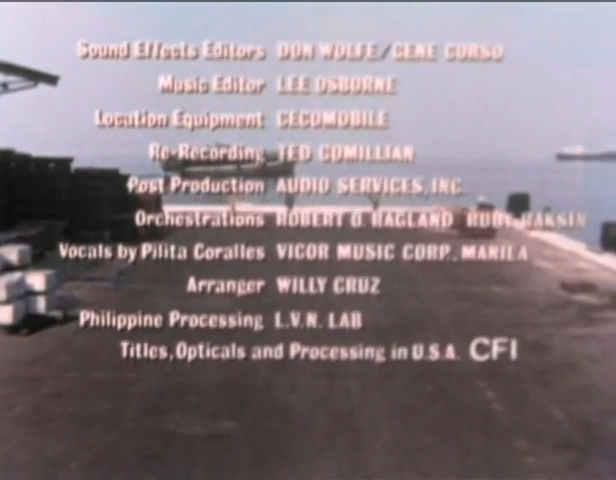 Sound Effects Editors DON WOLFE/GENE CORSO
Music Editor LEE OSBORNE
Location Equipment CECOMOBILE
Re-Recording TED GOMILLIAN
Post Production AUDIO SERVICES, INC.
Orchestrations ROBERT O. RAGLAND RUBY RAKSIN
Vocals by Pilita Coralles VICOR MUSIC CORP., MANILA
Arranger WILLY CRUZ
Philippine Processing L.V.N. LAB
Titles, Opticals and Processing in U.S.A. CFI